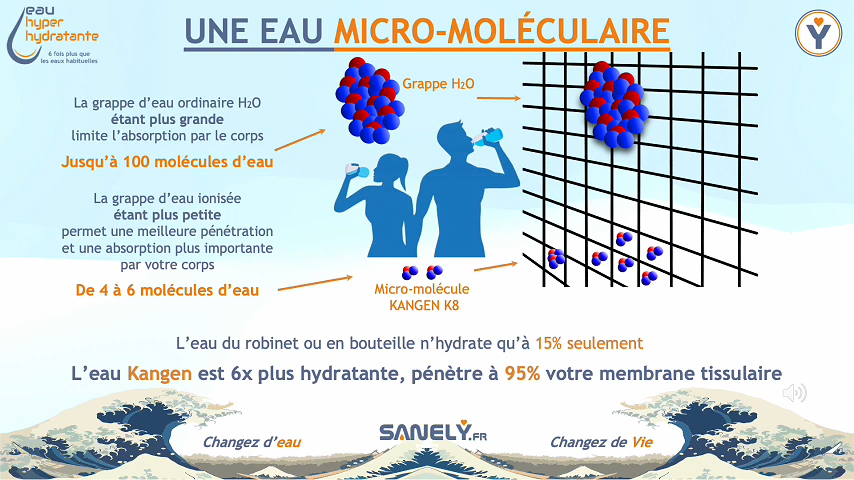 eau
hyper
hydratante
6 fois plus que
les eaux habituelles
UNE EAU MICRO-MOLÉCULAIRE
Y
Grappe H₂O
La grappe d'eau ordinaire H₂O
étant plus grande
limite l'absorption par le corps
Jusqu'à 100 molécules d'eau
La grappe d'eau ionisée
étant plus petite
permet une meilleure pénétration
et une absorption plus importante
par votre corps
De 4 à 6 molécules d'eau
Micro-molécule
KANGEN K8
L'eau du robinet ou en bouteille n'hydrate qu'à 15% seulement
L'eau Kangen est 6x plus hydratante, pénètre à 95% votre membrane tissulaire
Changez d'eau
SANELY.FR
Changez de Vie